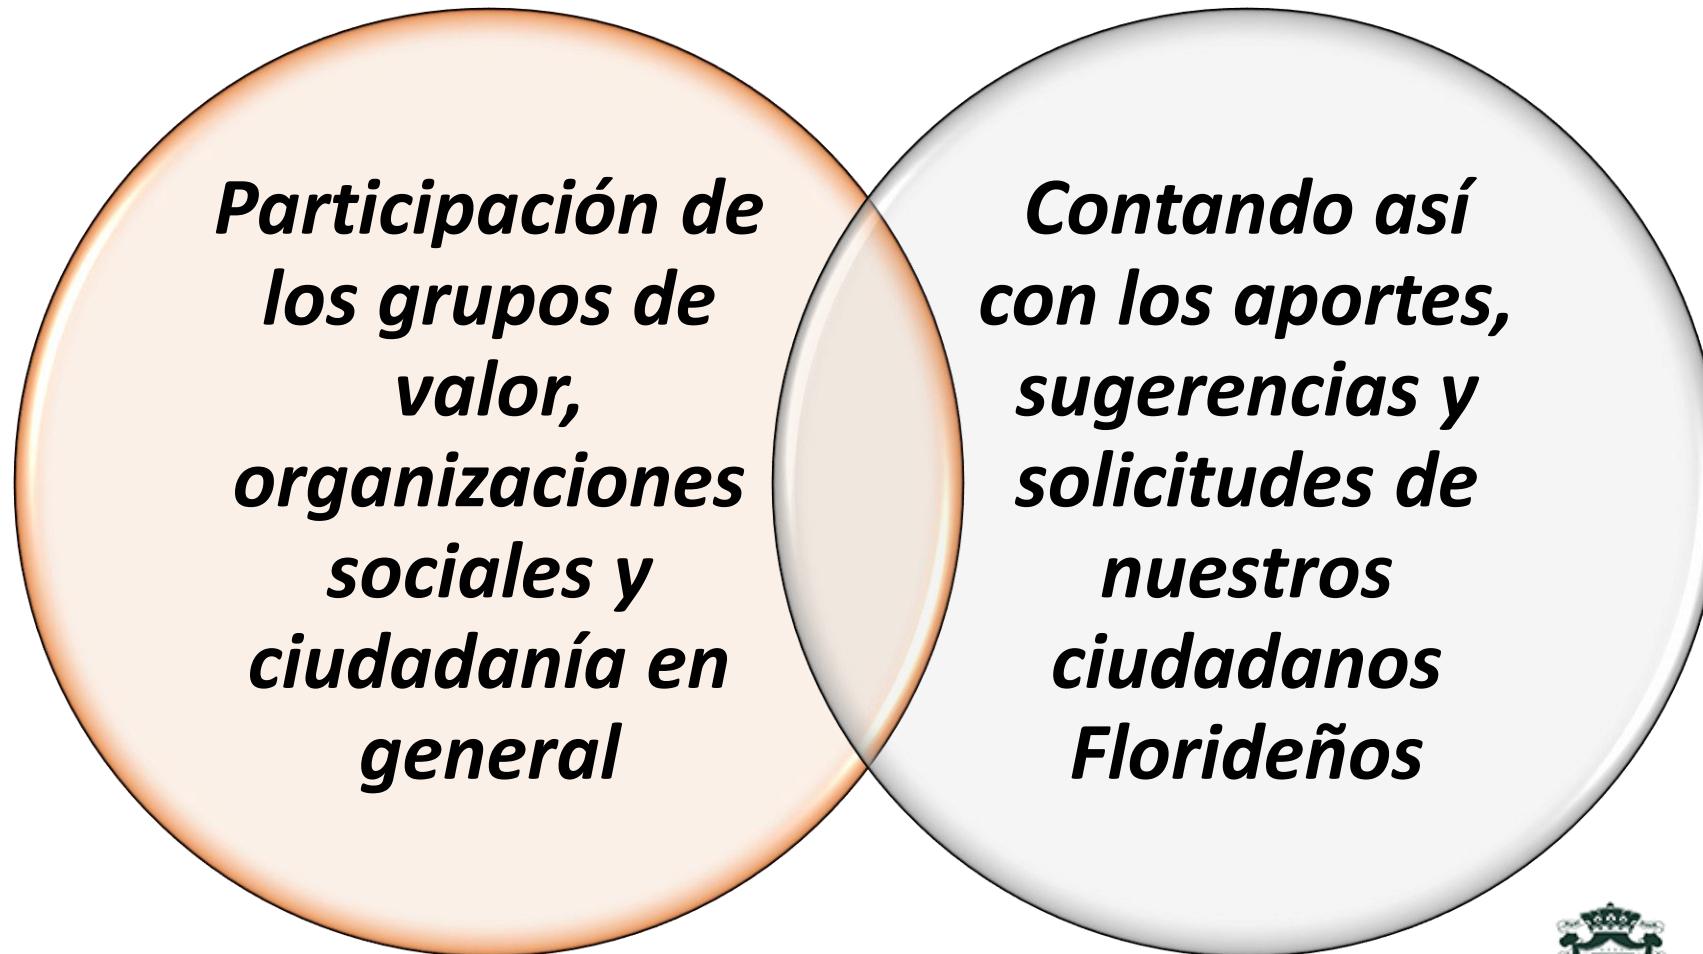 Participación de
los grupos de
valor,
organizaciones
sociales y
ciudadanía en
general
Contando así
con los aportes,
sugerencias y
solicitudes de
nuestros
ciudadanos
Florideños